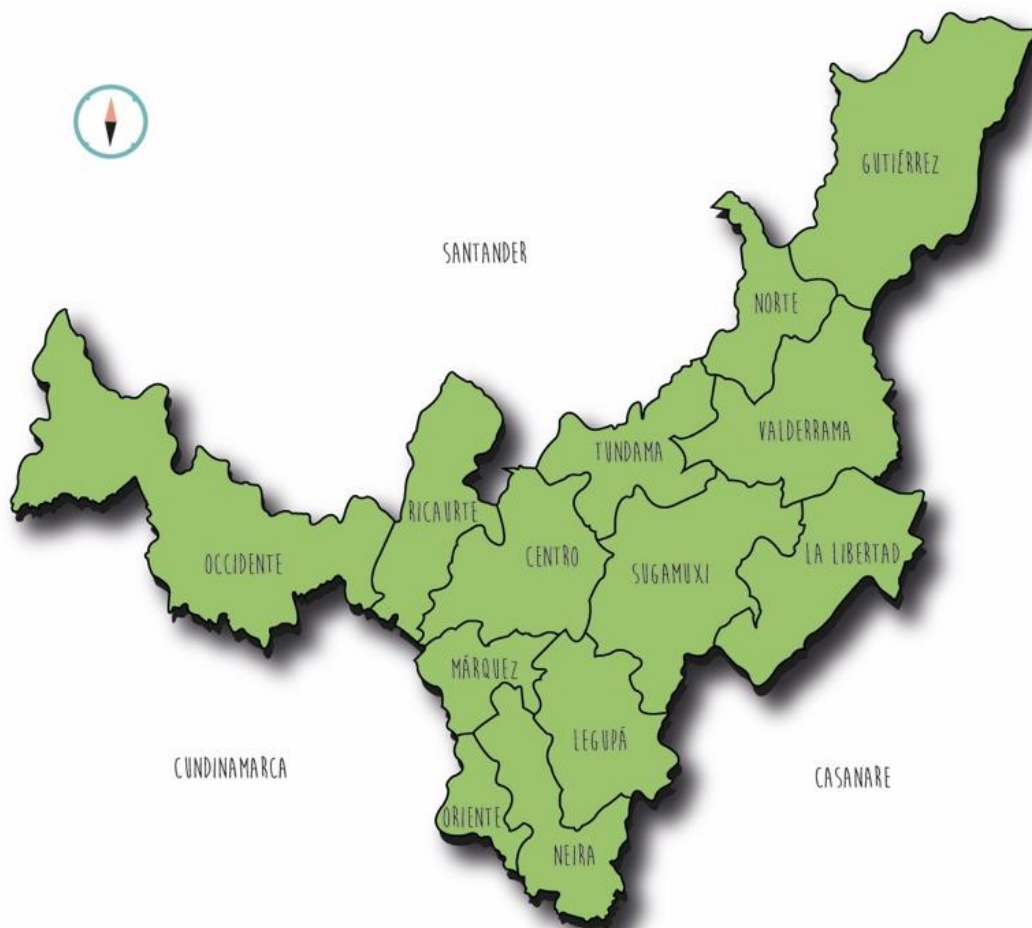 GUTIÉRREZ
SANTANDER
NORTE
VALDERRAMA
TUNDAMA
RICAURTE
OCCIDENTE
CENTRO
SUGAMUXI
LA LIBERTAD
MÁRQUEZ
LEGUPÁ
CUNDINAMARCA
CASANARE
ORIENTE
NEIRA